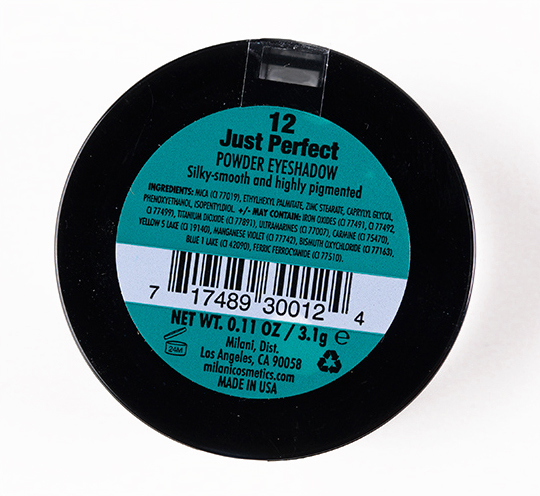 12
Just Perfect
POWDER EYESHADOW
Silky-smooth and highly pigmented
INGREDIENTS: MICA (CI 77019), ETHYLHEXYL PALMITATE, ZINC STEARATE, CAPRYLYL GLYCOL,
PHENOXYETHANOL, ISOPENTYLDIOL. +/- MAY CONTAIN: IRON OXIDES (CI 77491, CI 77492,
CI 77499), TITANIUM DIOXIDE (CI 77891), ULTRAMARINES (CI 77007), CARMINE (CI 75470),
YELLOW 5 LAKE (CI 19140), MANGANESE VIOLET (CI 77742), BISMUTH OXYCHLORIDE (CI 77163),
BLUE 1 LAKE (CI 42090), FERRIC FERROCYANIDE (CI 77510).
7 17489 30012 4
NET WT. 0.11 OZ / 3.1g e
24M
Milani, Dist.
Los Angeles, CA 90058
milanicosmetics.com
MADE IN USA